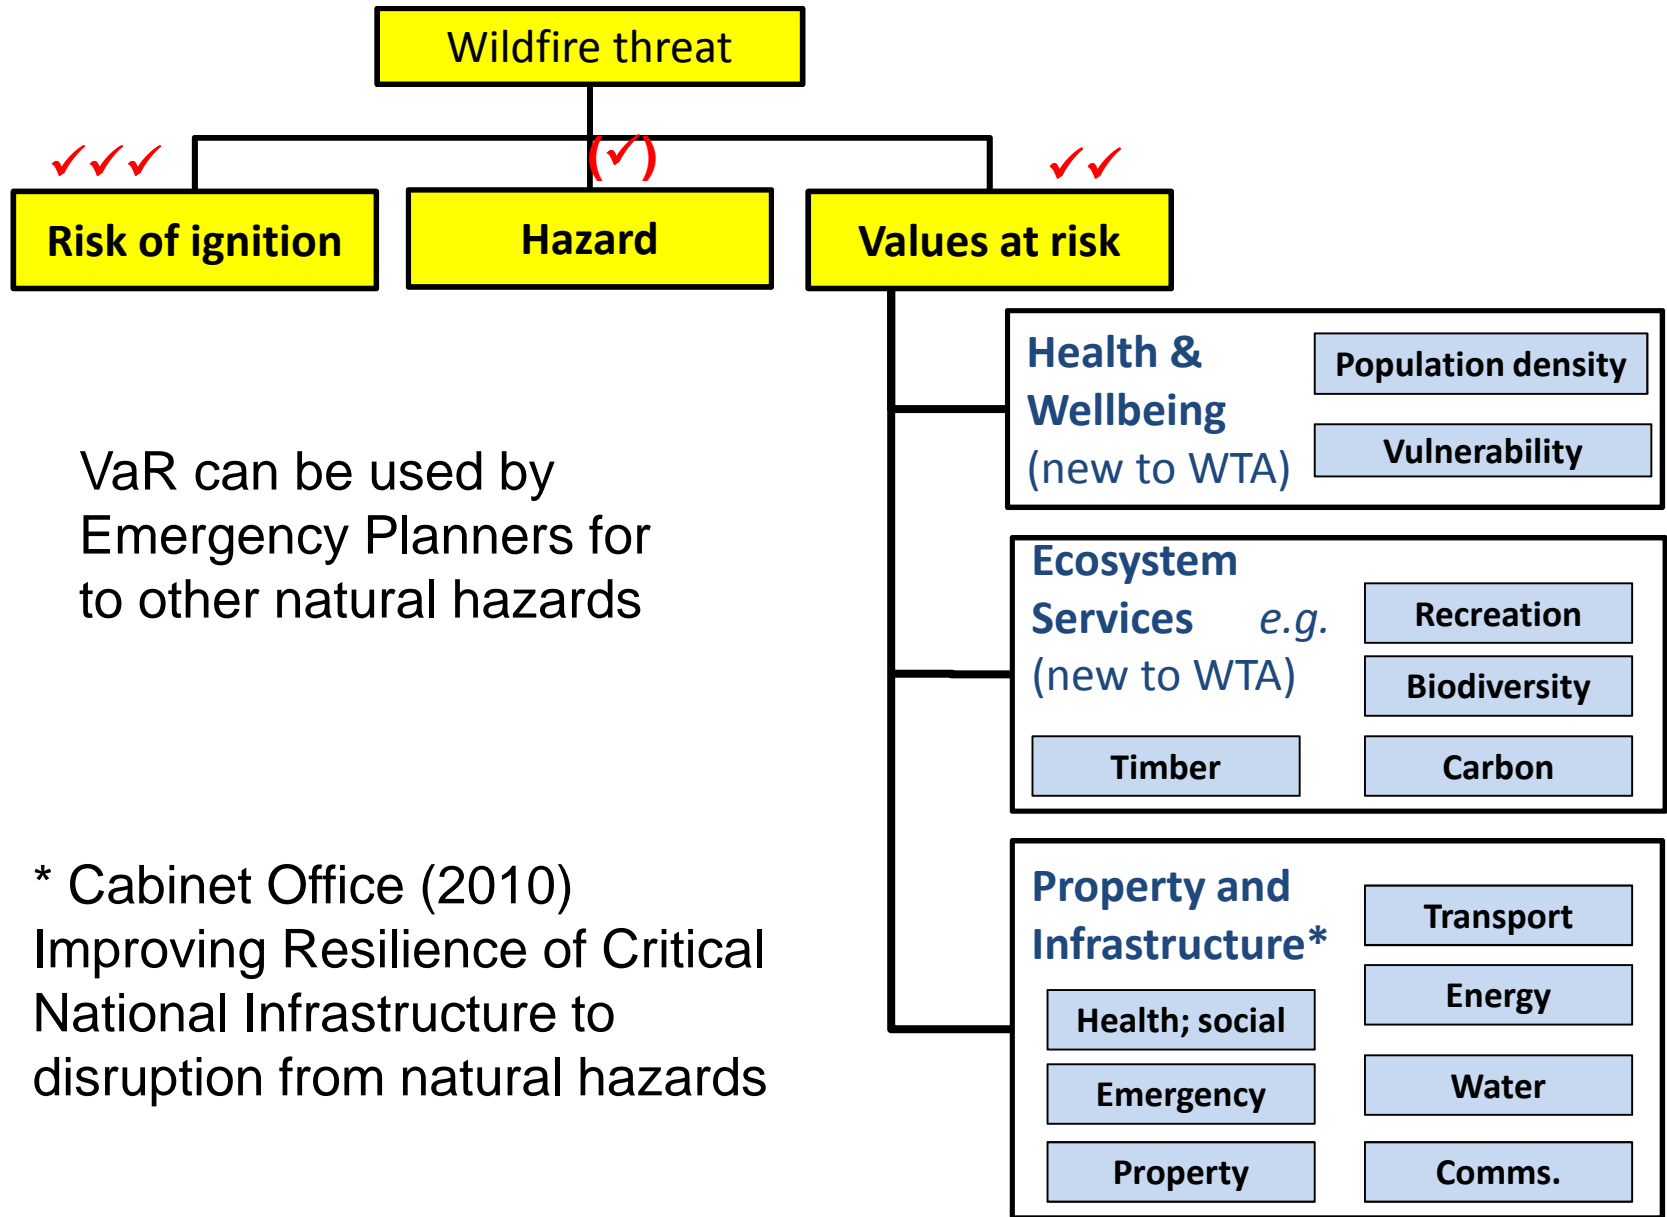 Wildfire threat
✓✓✓
(✓)
✓✓
Risk of ignition
Hazard
Values at risk
Health &
Wellbeing
(new to WTA)
Population density
Vulnerability
VaR can be used by
Emergency Planners for
to other natural hazards
Ecosystem
Services e.g.
(new to WTA)
Recreation
Biodiversity
Timber
Carbon
* Cabinet Office (2010)
Improving Resilience of Critical
National Infrastructure to
disruption from natural hazards
Property and
Infrastructure*
Transport
Energy
Health; social
Emergency
Water
Property
Comms.